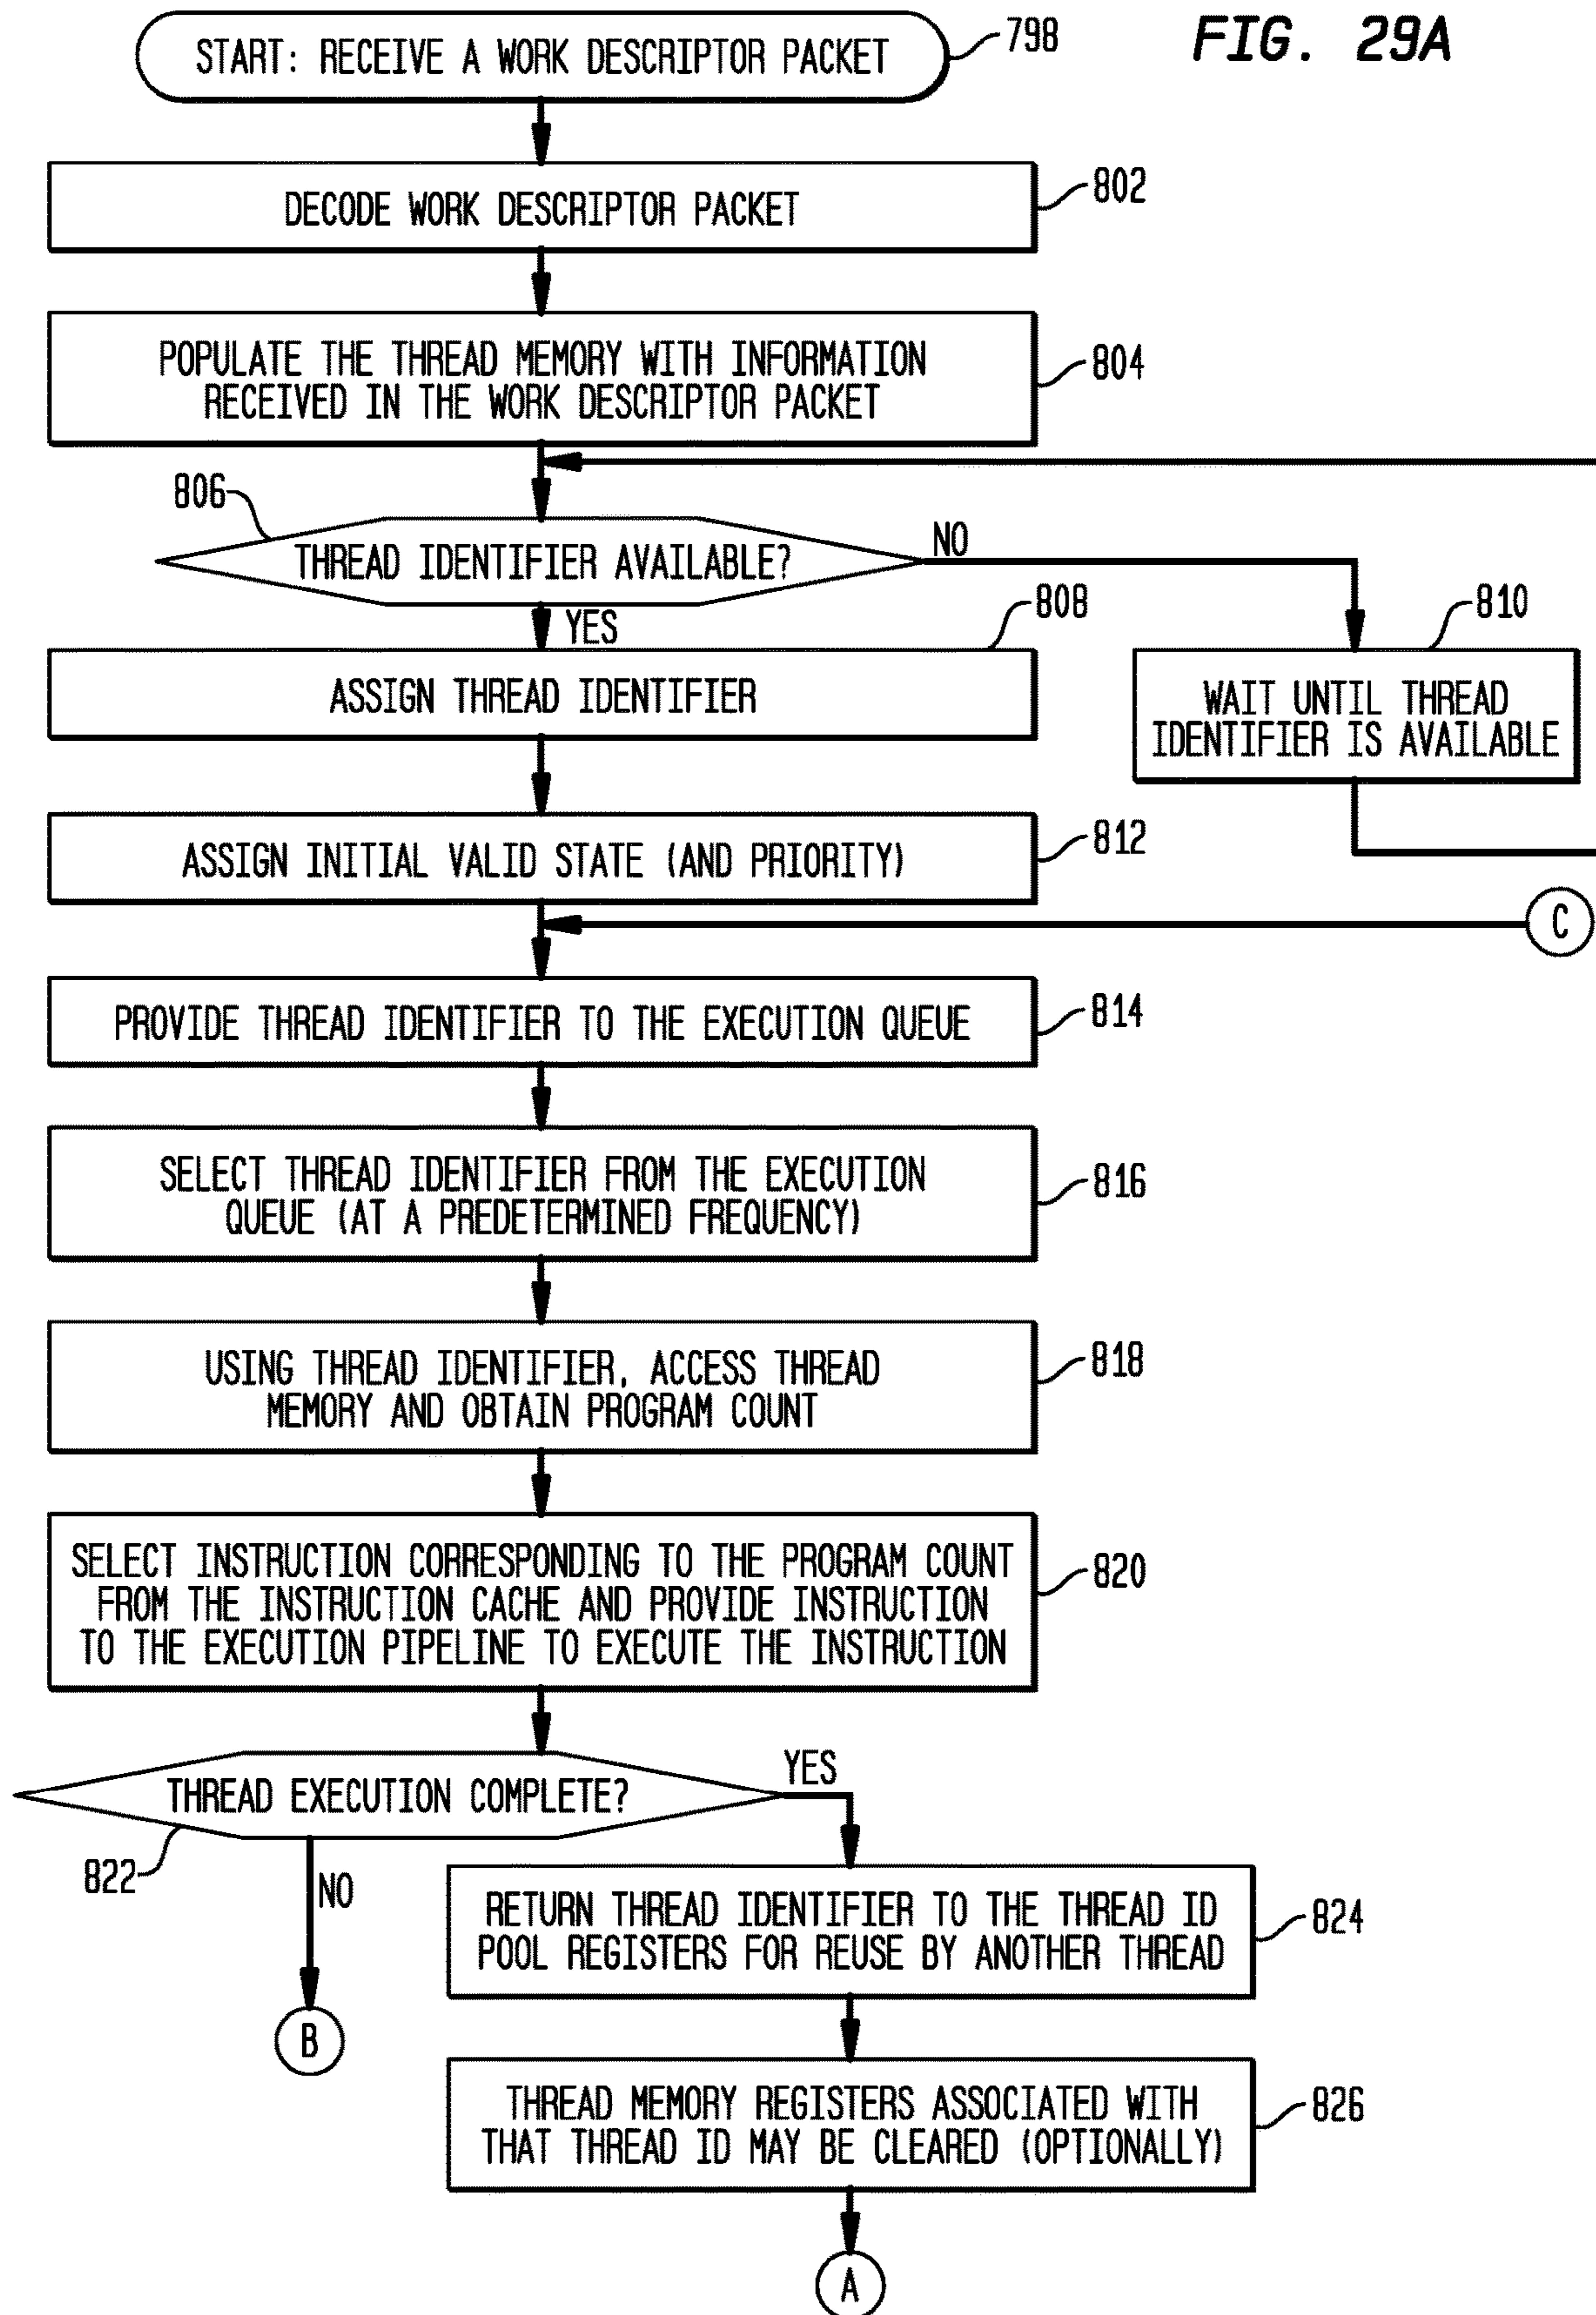 FIG. 29A
START: RECEIVE A WORK DESCRIPTOR PACKET
798
DECODE WORK DESCRIPTOR PACKET
802
POPULATE THE THREAD MEMORY WITH INFORMATION
RECEIVED IN THE WORK DESCRIPTOR PACKET
804
806
THREAD IDENTIFIER AVAILABLE?
NO
YES
808
ASSIGN THREAD IDENTIFIER
810
WAIT UNTIL THREAD
IDENTIFIER IS AVAILABLE
ASSIGN INITIAL VALID STATE (AND PRIORITY)
812
C
PROVIDE THREAD IDENTIFIER TO THE EXECUTION QUEUE
814
SELECT THREAD IDENTIFIER FROM THE EXECUTION
QUEUE (AT A PREDETERMINED FREQUENCY)
816
USING THREAD IDENTIFIER, ACCESS THREAD
MEMORY AND OBTAIN PROGRAM COUNT
818
SELECT INSTRUCTION CORRESPONDING TO THE PROGRAM COUNT
FROM THE INSTRUCTION CACHE AND PROVIDE INSTRUCTION
TO THE EXECUTION PIPELINE TO EXECUTE THE INSTRUCTION
820
THREAD EXECUTION COMPLETE?
YES
822
NO
B
RETURN THREAD IDENTIFIER TO THE THREAD ID
POOL REGISTERS FOR REUSE BY ANOTHER THREAD
824
THREAD MEMORY REGISTERS ASSOCIATED WITH
THAT THREAD ID MAY BE CLEARED (OPTIONALLY)
826
A